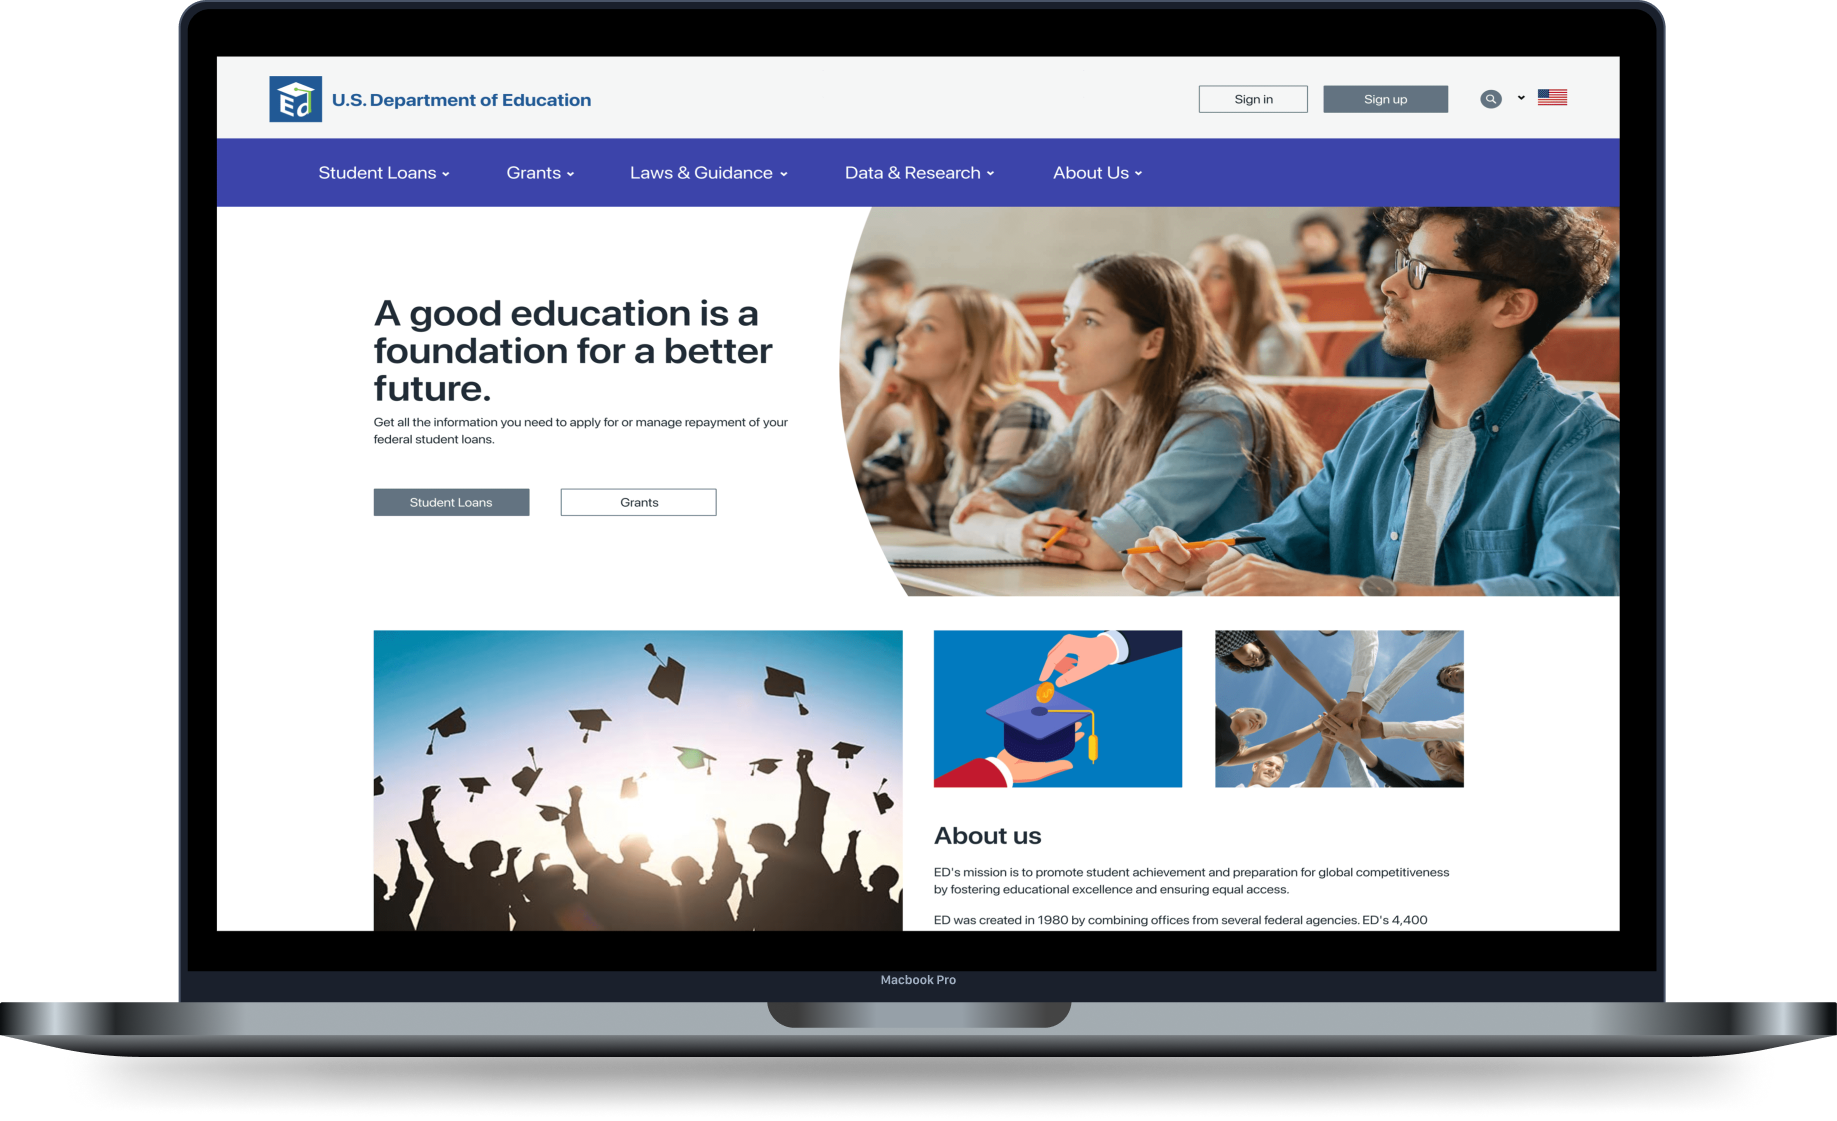 Ed
U.S. Department of Education
Sign in
Sign up
Student Loans
Grants
Laws & Guidance
Data & Research
About Us
A good education is a
foundation for a better
future.
Get all the information you need to apply for or manage repayment of your
federal student loans.
Student Loans
Grants
About us
ED's mission is to promote student achievement and preparation for global competitiveness
by fostering educational excellence and ensuring equal access.
ED was created in 1980 by combining offices from several federal agencies. ED's 4,400
Macbook Pro